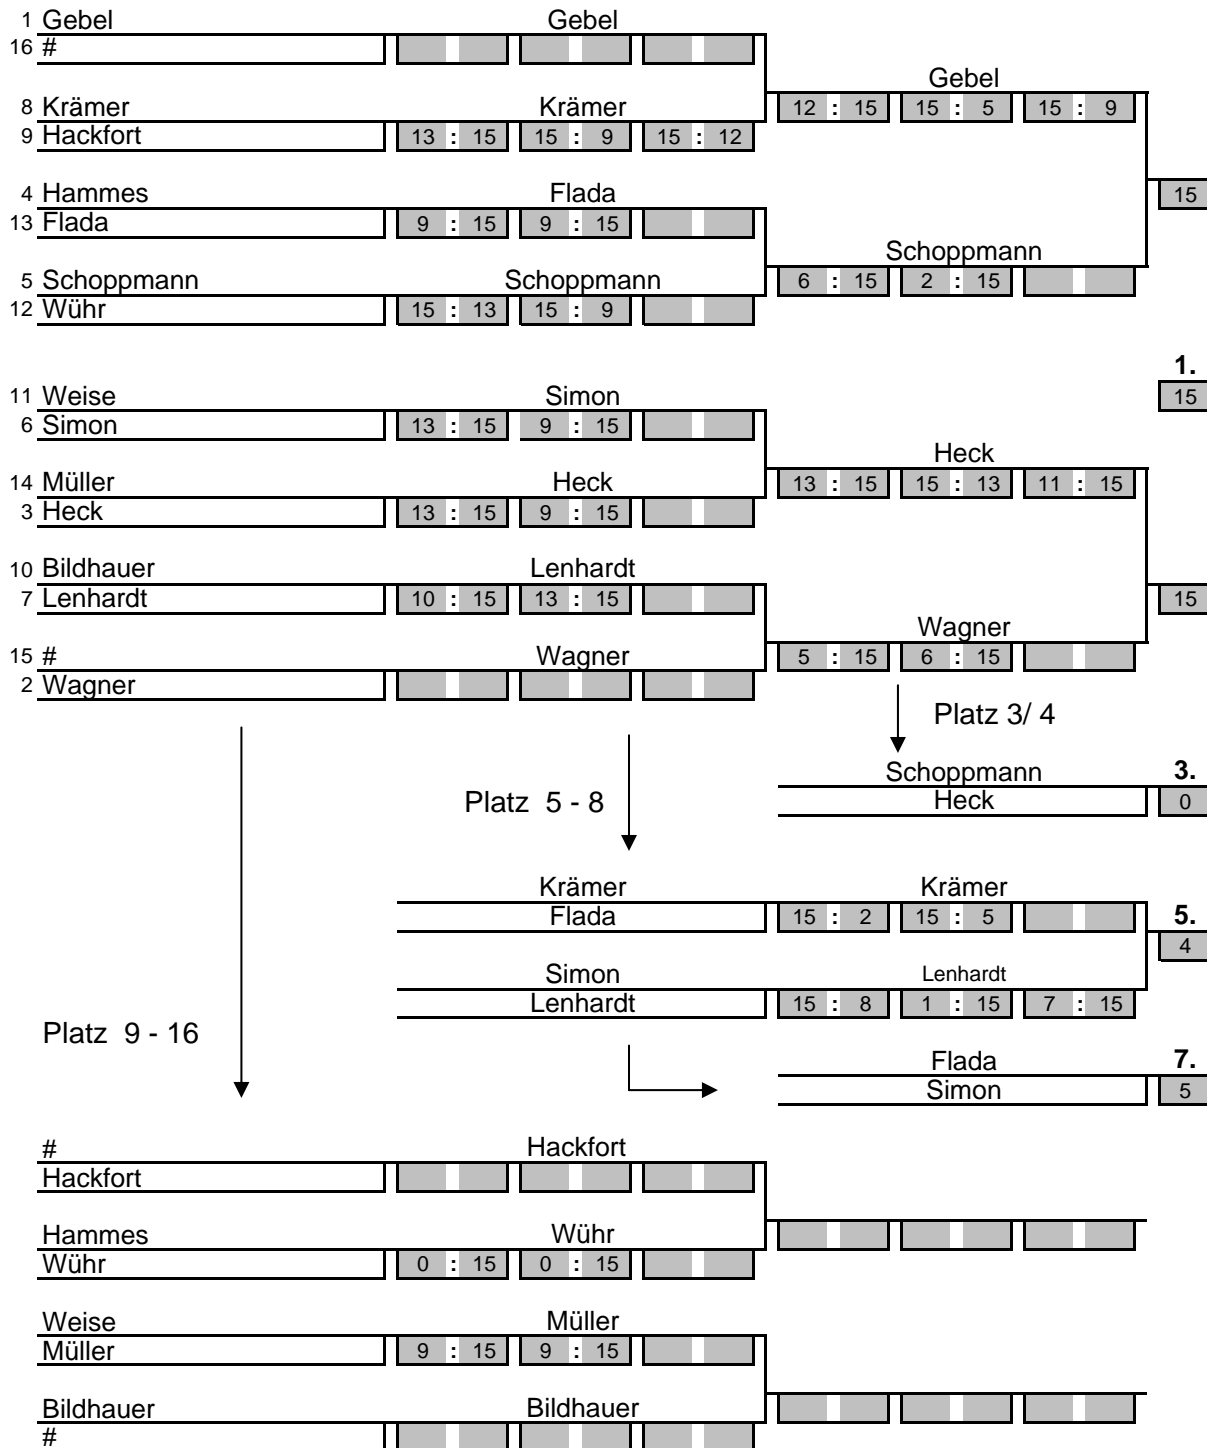 1 Gebel Gebel
16 #
Gebel
8 Krämer Krämer 12 : 15 15 : 5 15 : 9
9 Hackfort 13 : 15 15 : 9 15 : 12
4 Hammes Flada 15
13 Flada 9 : 15 9 : 15
Schoppmann
5 Schoppmann Schoppmann 6 : 15 2 : 15
12 Wühr 15 : 13 15 : 9
1.
11 Weise Simon 15
6 Simon 13 : 15 9 : 15
Heck
14 Müller Heck 13 : 15 15 : 13 11 : 15
3 Heck 13 : 15 9 : 15
10 Bildhauer Lenhardt
7 Lenhardt 10 : 15 13 : 15 15
Wagner
15 # Wagner 5 : 15 6 : 15
2 Wagner
Platz 3/ 4
Schoppmann 3.
Platz 5 - 8 Heck 0
Krämer Krämer
Flada 15 : 2 15 : 5 5.
4
Simon Lenhardt
Lenhardt 15 : 8 1 : 15 7 : 15
Platz 9 - 16
Flada 7.
Simon 5
# Hackfort
Hackfort
Hammes Wühr
Wühr 0 : 15 0 : 15
Weise Müller
Müller 9 : 15 9 : 15
Bildhauer Bildhauer
#